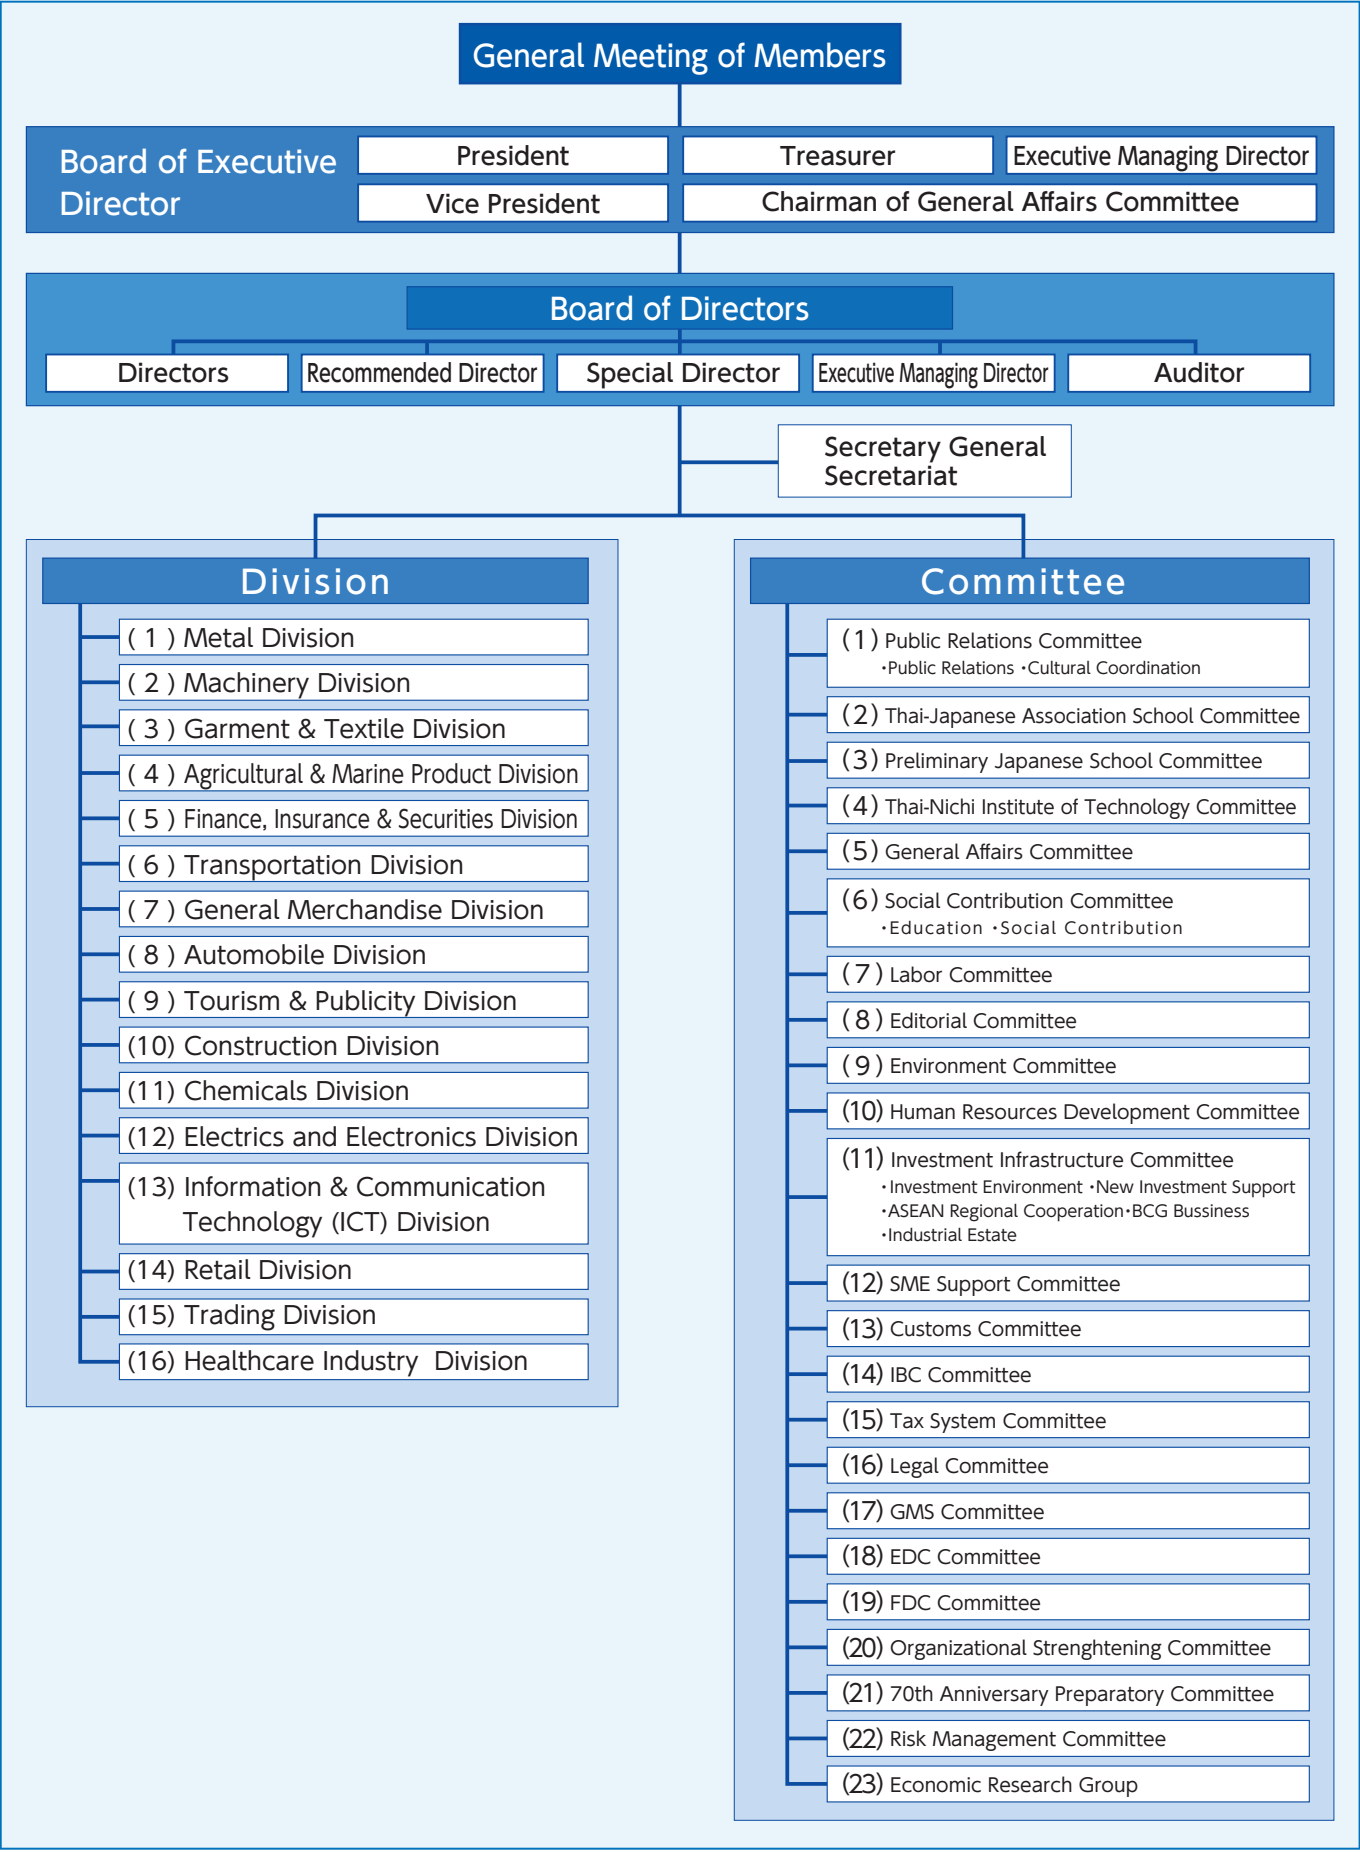 General Meeting of Members
Board of Executive
Director
President
Treasurer
Executive Managing Director
Vice President
Chairman of General Affairs Committee
Board of Directors
Directors
Recommended Director
Special Director
Executive Managing Director
Auditor
Secretary General
Secretariat
Division
( 1 ) Metal Division
( 2 ) Machinery Division
( 3 ) Garment & Textile Division
( 4 ) Agricultural & Marine Product Division
( 5 ) Finance, Insurance & Securities Division
( 6 ) Transportation Division
( 7 ) General Merchandise Division
( 8 ) Automobile Division
( 9 ) Tourism & Publicity Division
(10) Construction Division
(11) Chemicals Division
(12) Electrics and Electronics Division
(13) Information & Communication
Technology (ICT) Division
(14) Retail Division
(15) Trading Division
(16) Healthcare Industry Division
Committee
(1) Public Relations Committee
・Public Relations ・Cultural Coordination
(2) Thai-Japanese Association School Committee
(3) Preliminary Japanese School Committee
(4) Thai-Nichi Institute of Technology Committee
(5) General Affairs Committee
(6) Social Contribution Committee
・Education ・Social Contribution
(7) Labor Committee
(8) Editorial Committee
(9) Environment Committee
(10) Human Resources Development Committee
(11) Investment Infrastructure Committee
・Investment Environment ・New Investment Support
・ASEAN Regional Cooperation・BCG Bussiness
・Industrial Estate
(12) SME Support Committee
(13) Customs Committee
(14) IBC Committee
(15) Tax System Committee
(16) Legal Committee
(17) GMS Committee
(18) EDC Committee
(19) FDC Committee
(20) Organizational Strenghtening Committee
(21) 70th Anniversary Preparatory Committee
(22) Risk Management Committee
(23) Economic Research Group